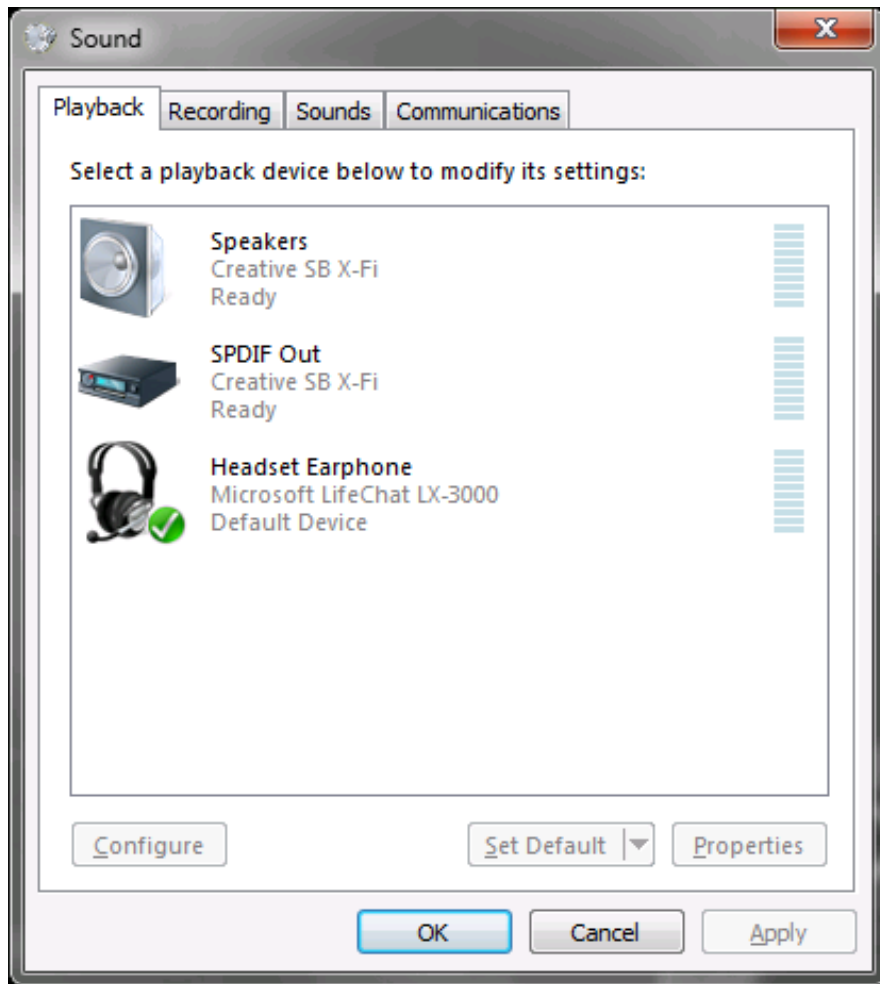 Sound
Playback Recording Sounds Communications
Select a playback device below to modify its settings:
Speakers
Creative SB X-Fi
Ready
SPDIF Out
Creative SB X-Fi
Ready
Headset Earphone
Microsoft LifeChat LX-3000
Default Device
Configure Set Default Properties
OK Cancel Apply